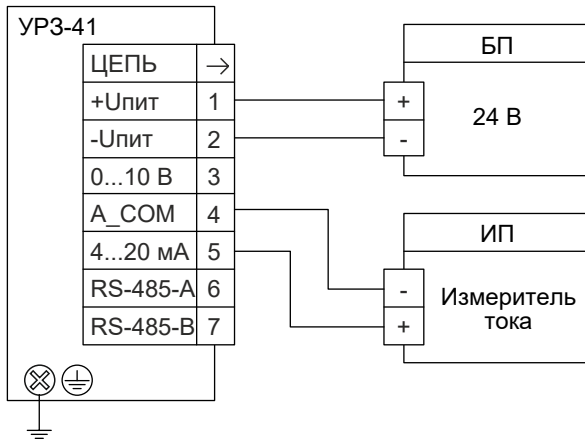 УРЗ-41
ЦЕПЬ →
+Uпит 1
-Uпит 2
0...10 В 3
A_COM 4
4...20 мА 5
RS-485-A 6
RS-485-B 7
БП
+
24 В
-
ИП
-
Измеритель
тока
+